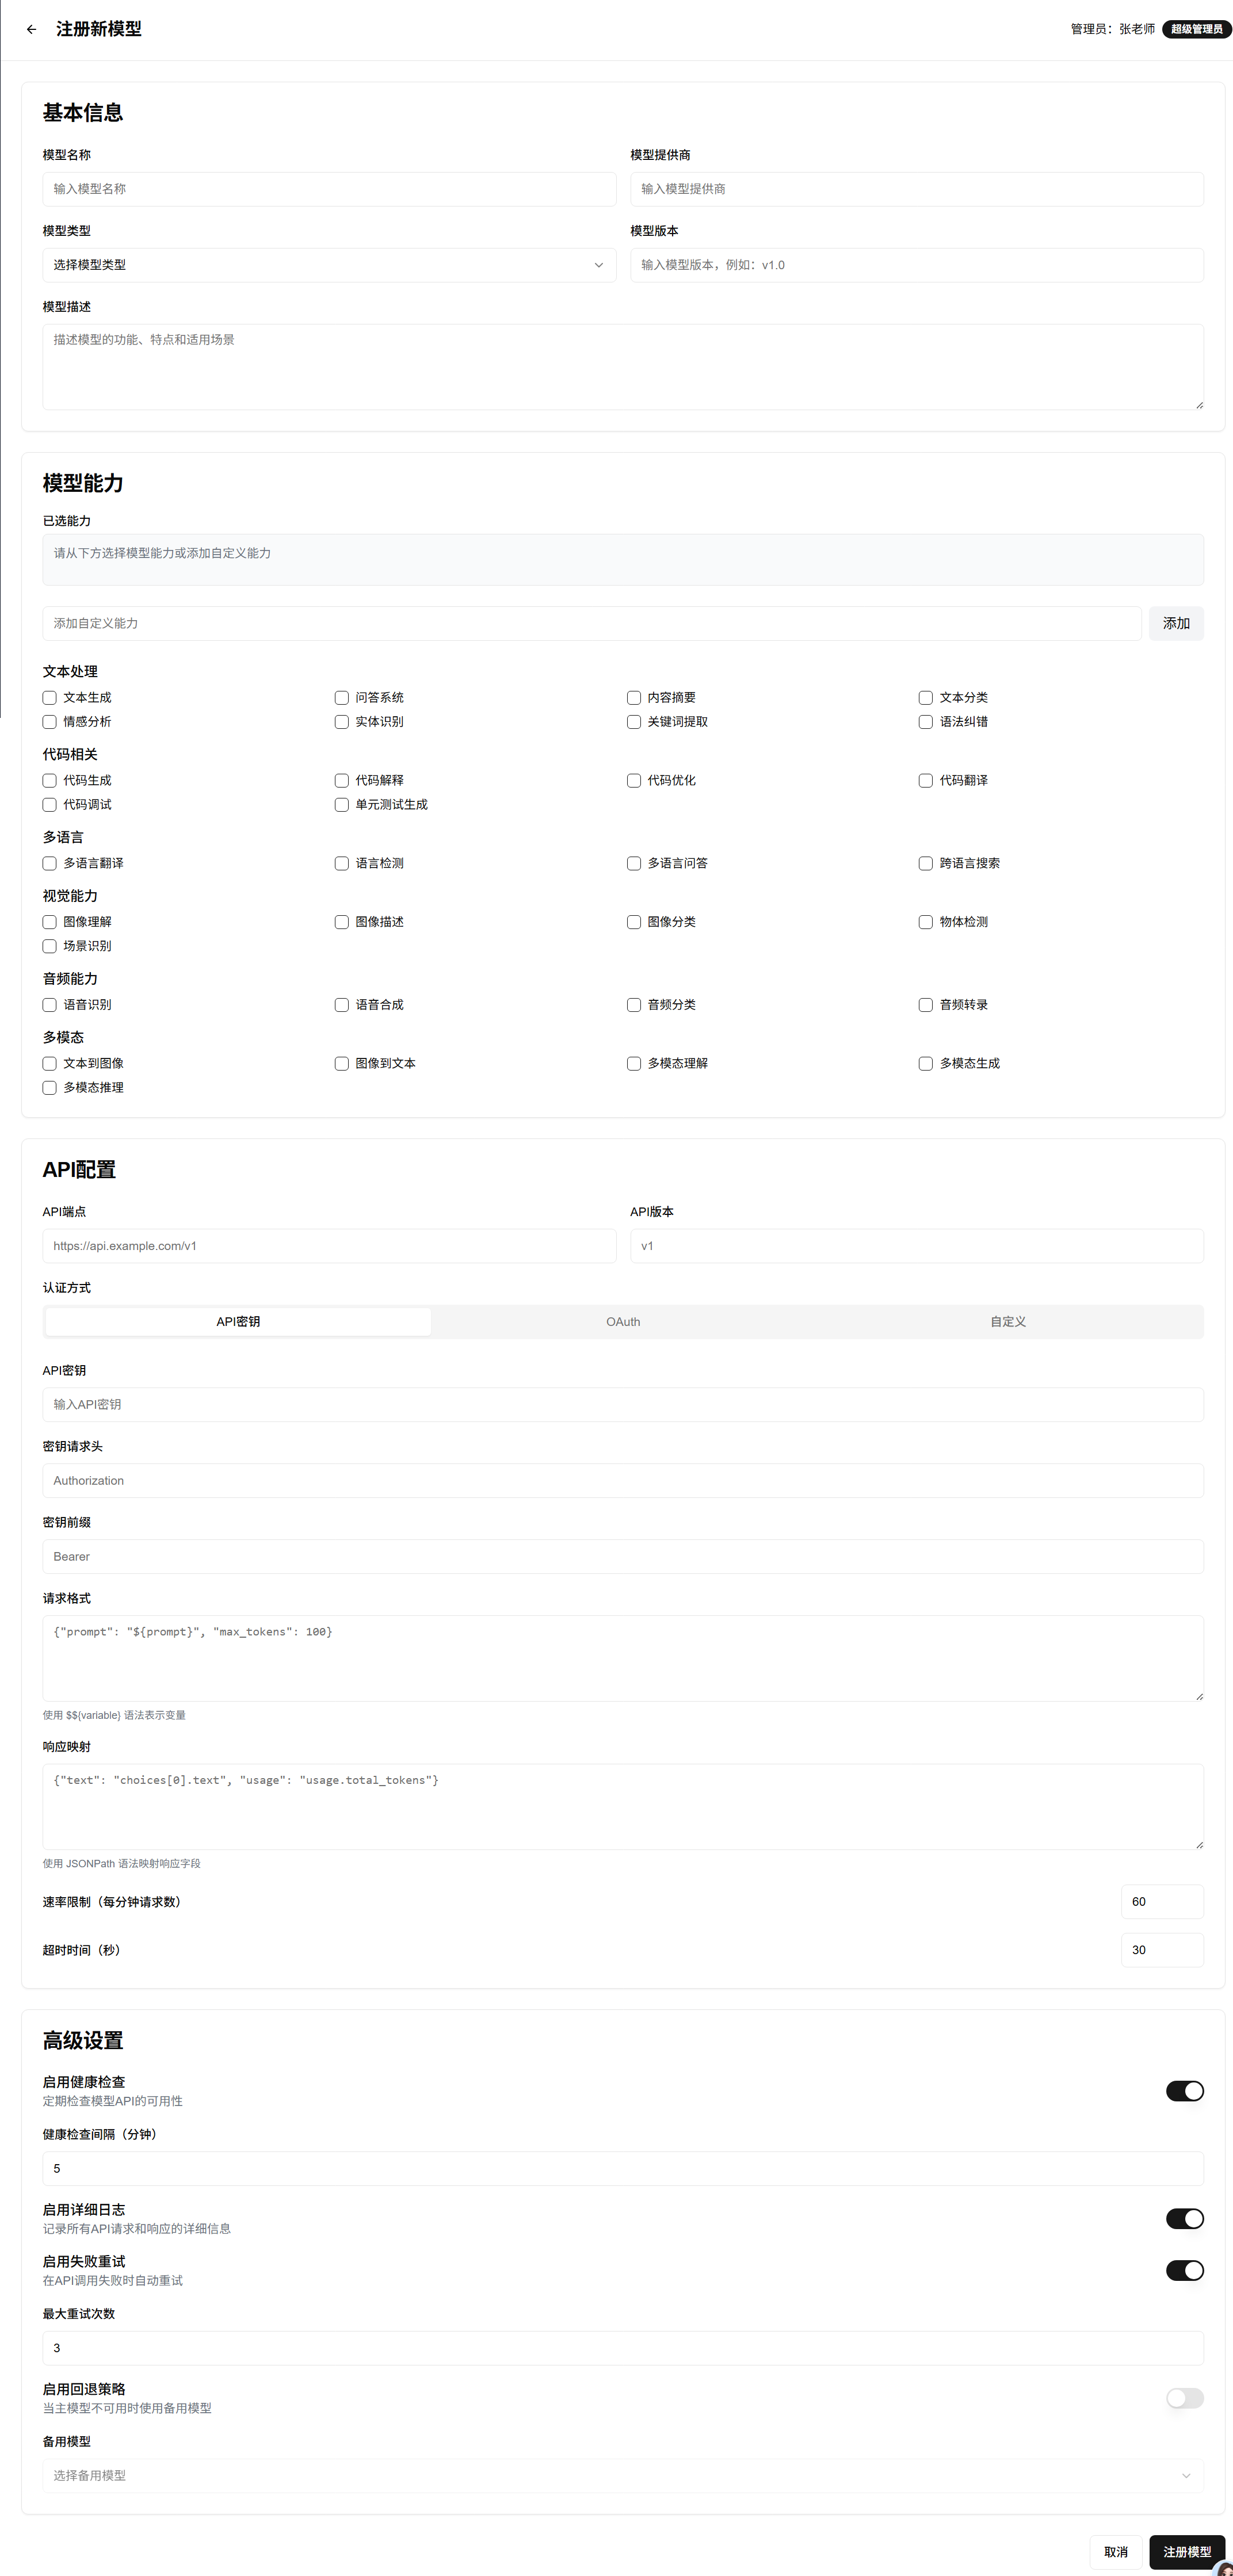 注册新模型
管理员：张老师 超级管理员
基本信息
模型名称 模型提供商
输入模型名称 输入模型提供商
模型类型 模型版本
选择模型类型 输入模型版本，例如：v1.0
模型描述
描述模型的功能、特点和适用场景
模型能力
已选能力
请从下方选择模型能力或添加自定义能力
添加自定义能力 添加
文本处理
文本生成 问答系统 内容摘要 文本分类
情感分析 实体识别 关键词提取 语法纠错
代码相关
代码生成 代码解释 代码优化 代码翻译
代码调试 单元测试生成
多语言
多语言翻译 语言检测 多语言问答 跨语言搜索
视觉能力
图像理解 图像描述 图像分类 物体检测
场景识别
音频能力
语音识别 语音合成 音频分类 音频转录
多模态
文本到图像 图像到文本 多模态理解 多模态生成
多模态推理
API配置
API端点 API版本
https://api.example.com/v1 v1
认证方式
API密钥 OAuth 自定义
API密钥
输入API密钥
密钥请求头
Authorization
密钥前缀
Bearer
请求格式
{"prompt": "${prompt}", "max_tokens": 100}
使用 $${variable} 语法表示变量
响应映射
{"text": "choices[0].text", "usage": "usage.total_tokens"}
使用 JSONPath 语法映射响应字段
速率限制（每分钟请求数） 60
超时时间（秒） 30
高级设置
启用健康检查
定期检查模型API的可用性
健康检查间隔（分钟）
5
启用详细日志
记录所有API请求和响应的详细信息
启用失败重试
在API调用失败时自动重试
最大重试次数
3
启用回退策略
当主模型不可用时使用备用模型
备用模型
选择备用模型
取消 注册模型